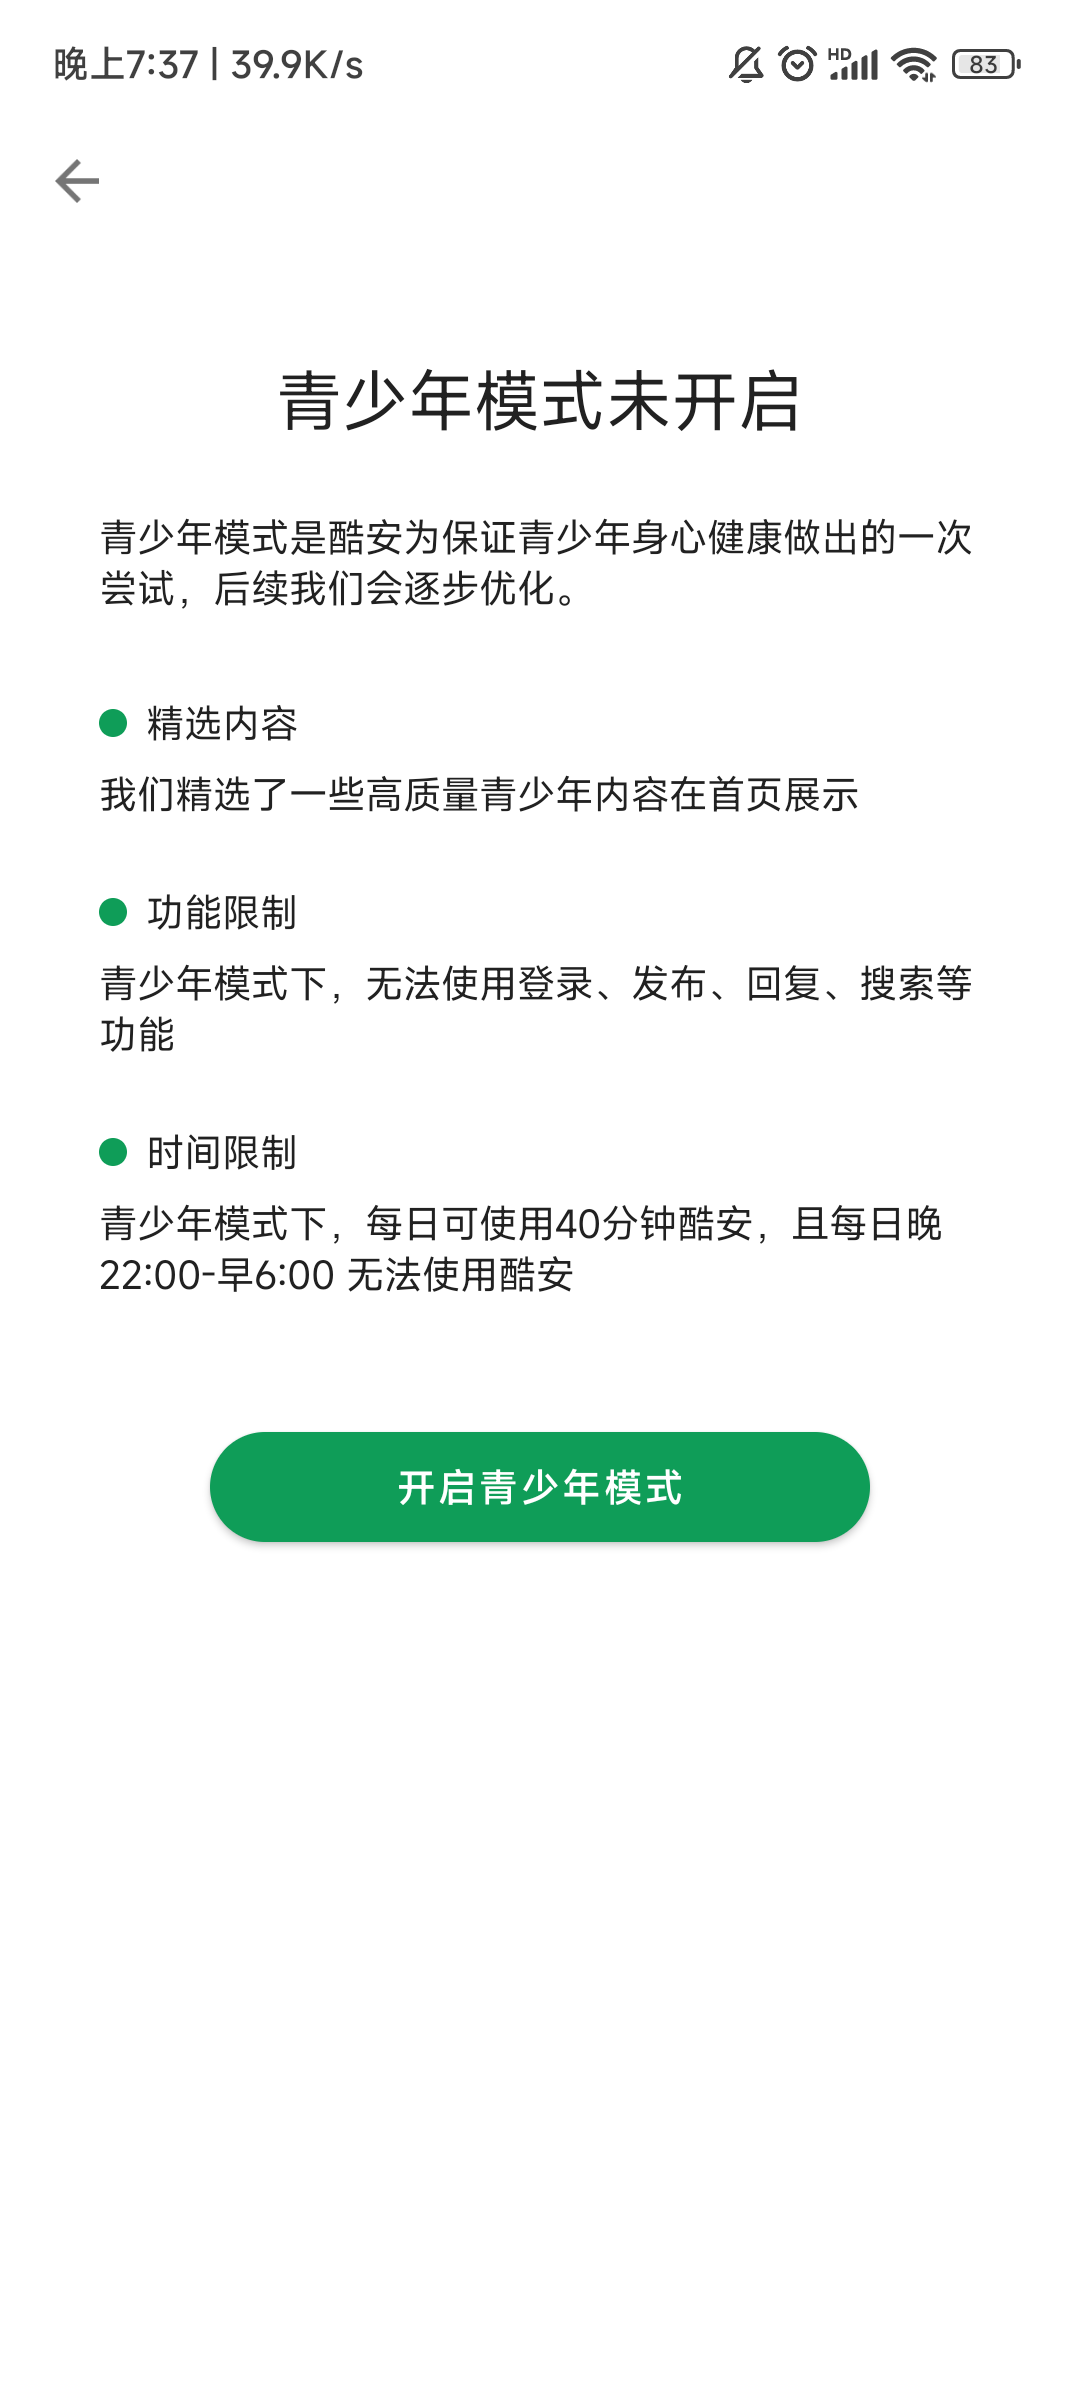 晚上7:37 | 39.9K/s
HD
83
青少年模式未开启
青少年模式是酷安为保证青少年身心健康做出的一次
尝试，后续我们会逐步优化。
精选内容
我们精选了一些高质量青少年内容在首页展示
功能限制
青少年模式下，无法使用登录、发布、回复、搜索等
功能
时间限制
青少年模式下，每日可使用40分钟酷安，且每日晚
22:00-早6:00 无法使用酷安
开启青少年模式